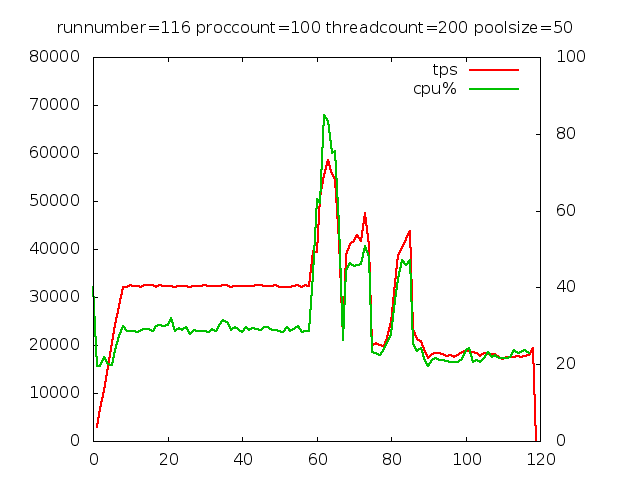 runnumber=116 proccount=100 threadcount=200 poolsize=50
80000 100
tps
cpu%
70000
80
60000
50000 60
40000
40
30000
20000 20
10000
0 0
0 20 40 60 80 100 120